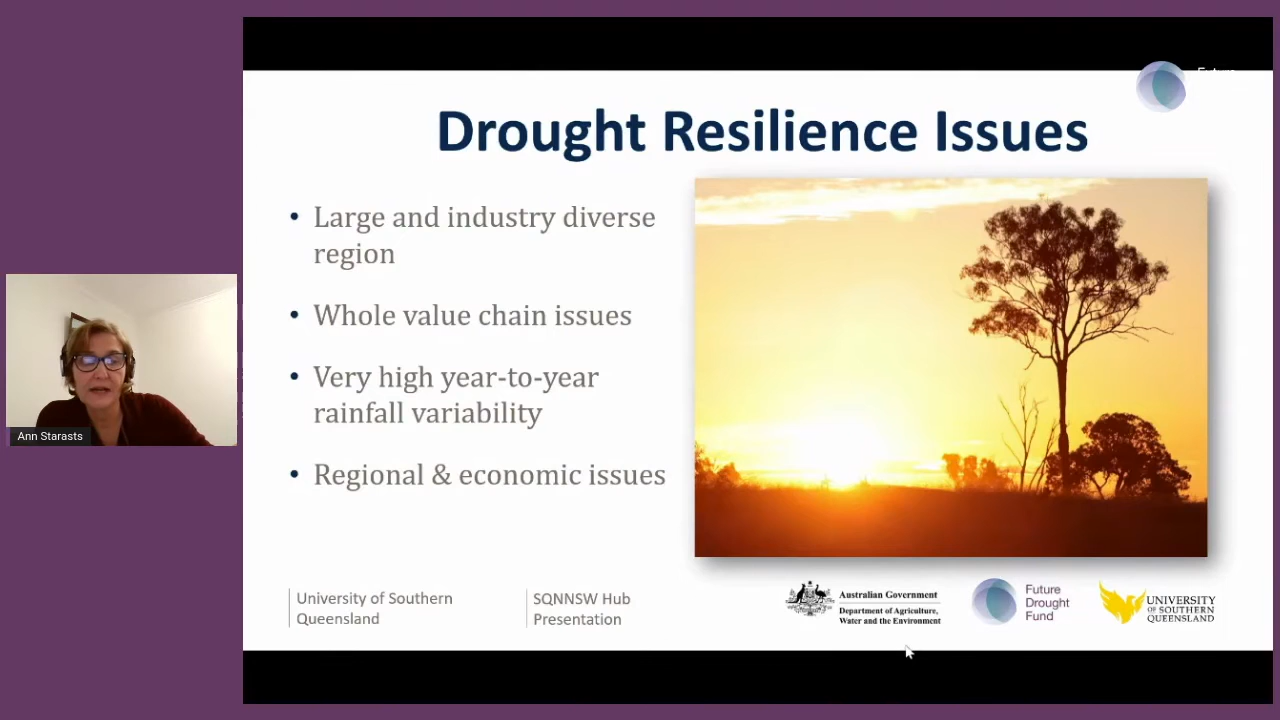 Drought Resilience Issues
• Large and industry diverse
region
• Whole value chain issues
• Very high year-to-year
rainfall variability
• Regional & economic issues
Ann Starasts
University of Southern
Queensland
SQNNSW Hub
Presentation
Australian Government
Department of Agriculture,
Water and the Environment
Future
Drought
Fund
UNIVERSITY
OF SOUTHERN
QUEENSLAND